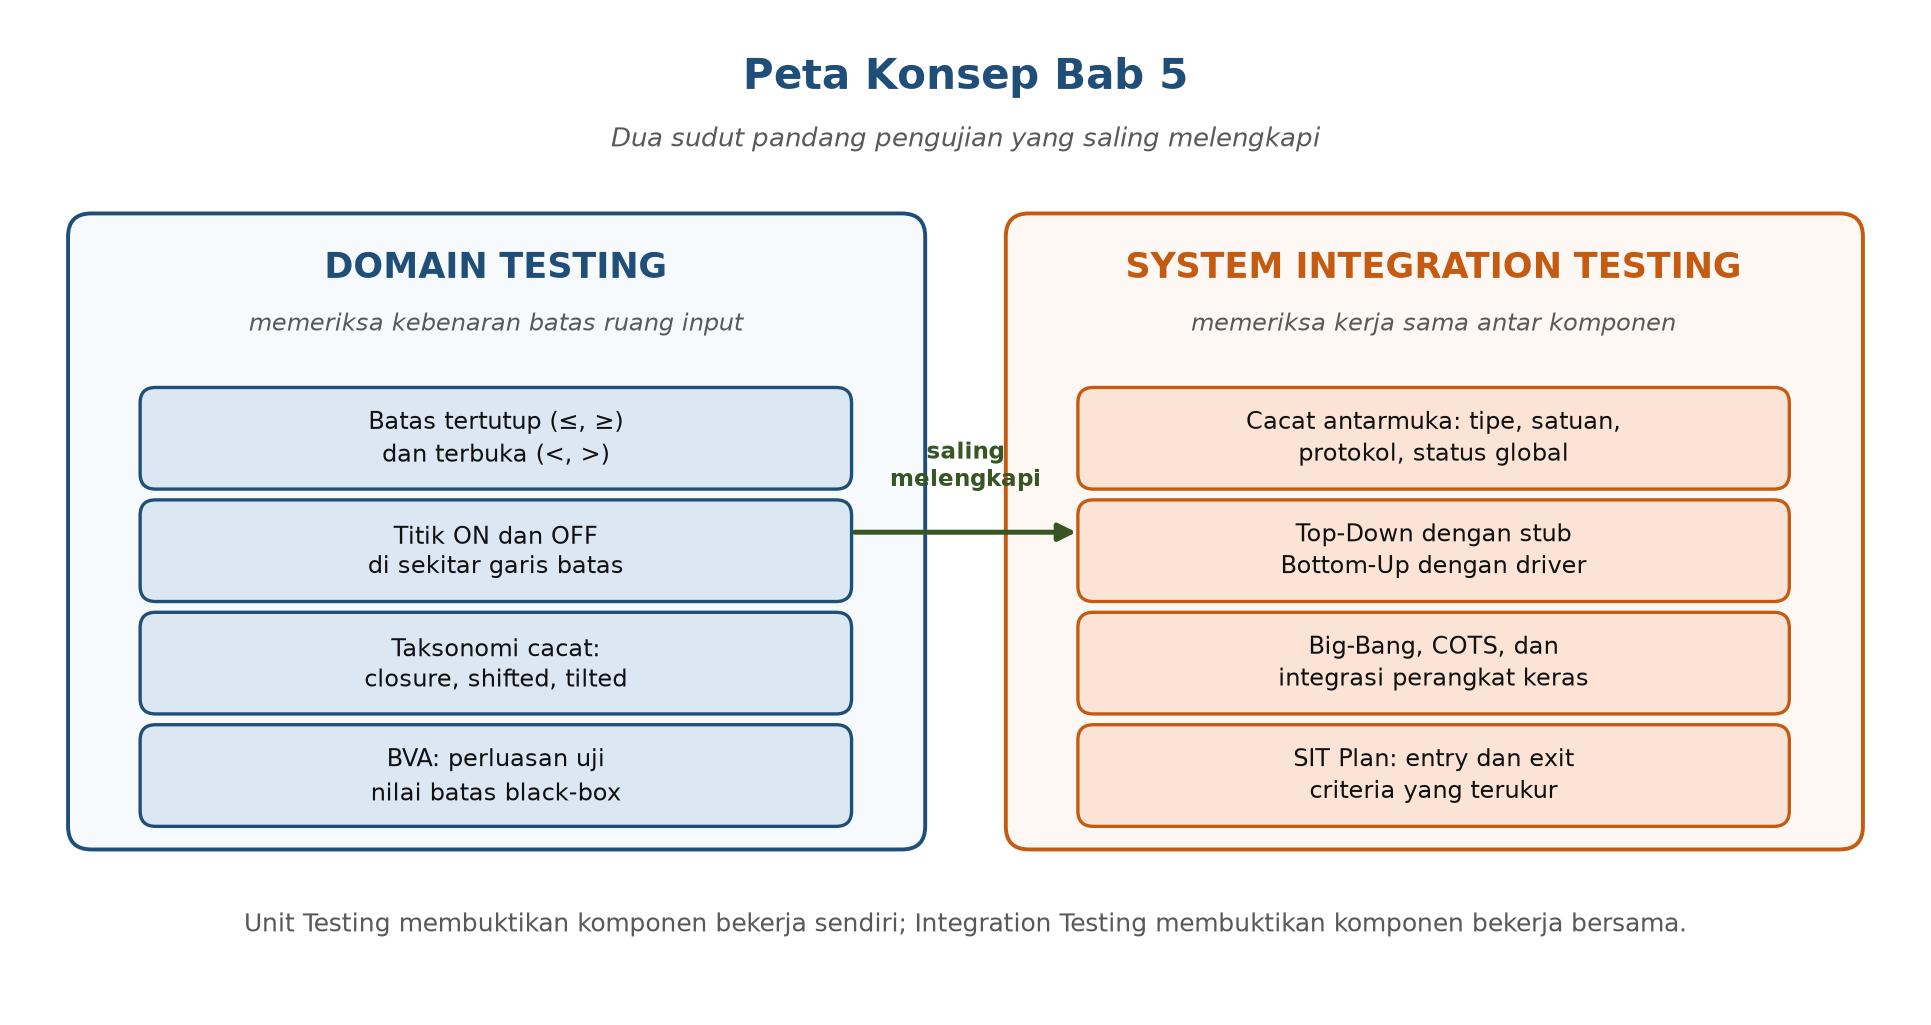 Peta Konsep Bab 5
Dua sudut pandang pengujian yang saling melengkapi
DOMAIN TESTING
memeriksa kebenaran batas ruang input
Batas tertutup (≤, ≥)
dan terbuka (<, >)
Titik ON dan OFF
di sekitar garis batas
Taksonomi cacat:
closure, shifted, tilted
BVA: perluasan uji
nilai batas black-box
saling
melengkapi
SYSTEM INTEGRATION TESTING
memeriksa kerja sama antar komponen
Cacat antarmuka: tipe, satuan,
protokol, status global
Top-Down dengan stub
Bottom-Up dengan driver
Big-Bang, COTS, dan
integrasi perangkat keras
SIT Plan: entry dan exit
criteria yang terukur
Unit Testing membuktikan komponen bekerja sendiri; Integration Testing membuktikan komponen bekerja bersama.